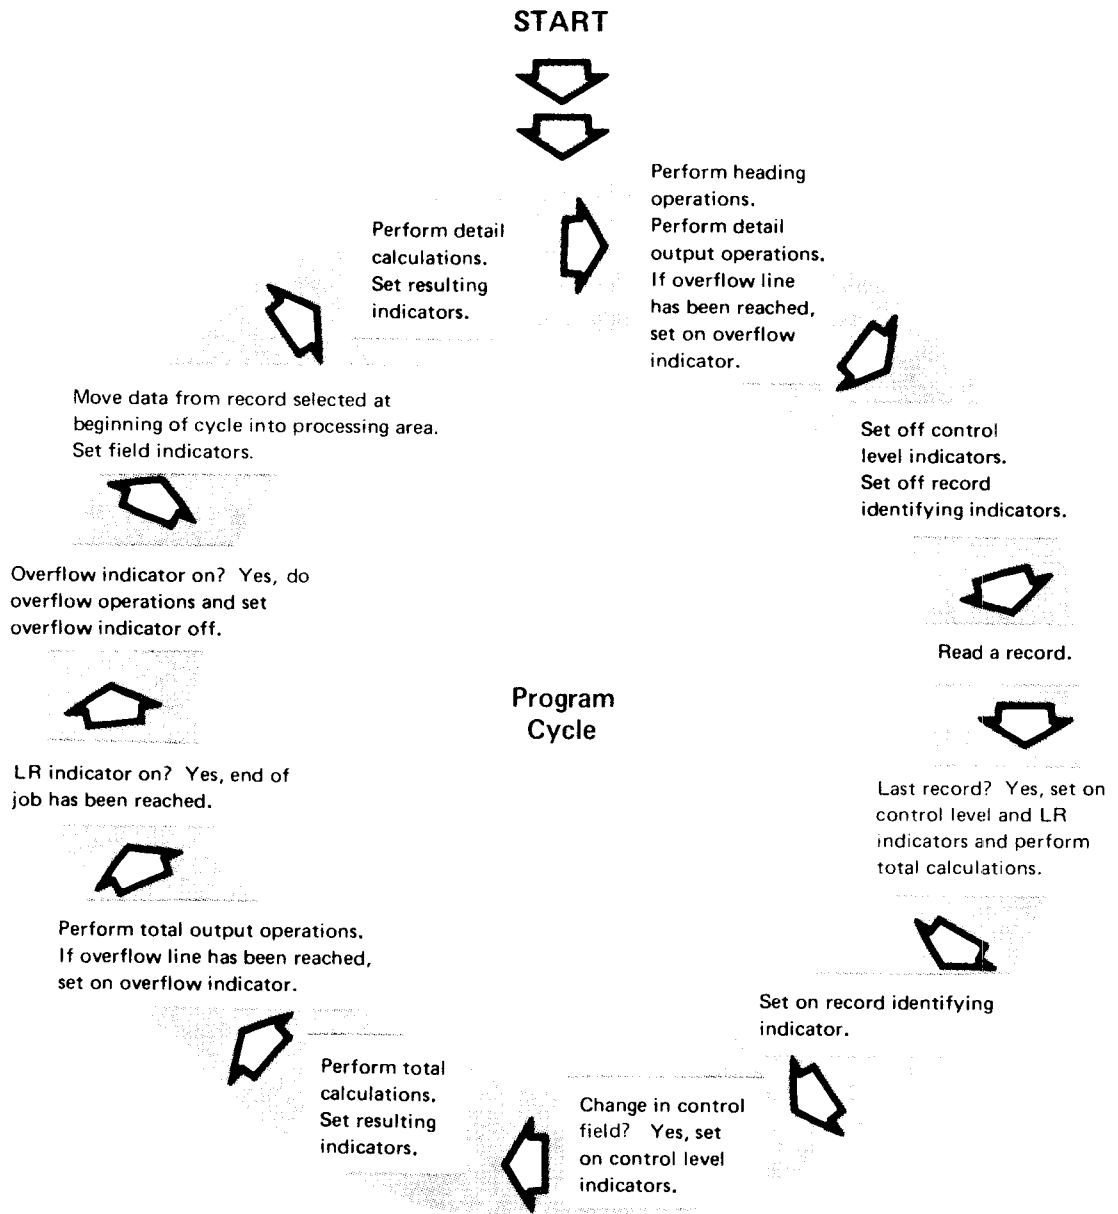 START
Perform heading
operations.
Perform detail
output operations.
If overflow line
has been reached,
set on overflow
indicator.
Set off control
level indicators.
Set off record
identifying indicators.
Read a record.
Last record? Yes, set on
control level and LR
indicators and perform
total calculations.
Set on record identifying
indicator.
Change in control
field? Yes, set
on control level
indicators.
Perform total
calculations.
Set resulting
indicators.
Perform total output operations.
If overflow line has been reached,
set on overflow indicator.
LR indicator on? Yes, end of
job has been reached.
Overflow indicator on? Yes, do
overflow operations and set
overflow indicator off.
Move data from record selected at
beginning of cycle into processing area.
Set field indicators.
Perform detail
calculations.
Set resulting
indicators.
Program
Cycle